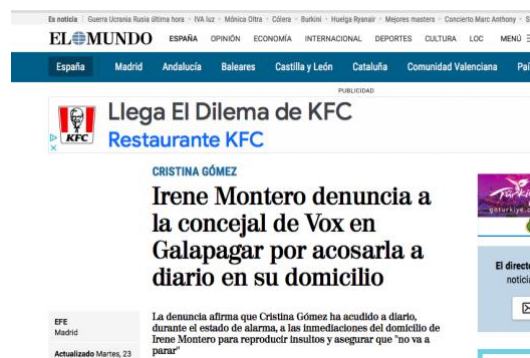 Es noticia Guerra Ucrania Rusia última hora - IVA luz - Mónica Oltra - Cólera - Burkini - Huelga Ryanair - Mejores masters - Concierto Marc Anthony - S
EL MUNDO ESPAÑA OPINIÓN ECONOMÍA INTERNACIONAL DEPORTES CULTURA LOC MENÚ
España Madrid Andalucía Baleares Castilla y León Cataluña Comunidad Valenciana Paí
PUBLICIDAD
KFC
Llega El Dilema de KFC
Restaurante KFC
CRISTINA GÓMEZ
Irene Montero denuncia a
la concejal de Vox en
Galapagar por acosarla a
diario en su domicilio
goturkiye.c
El directo
noticia
EFE
Madrid
Actualizado Martes, 23
La denuncia afirma que Cristina Gómez ha acudido a diario,
durante el estado de alarma, a las inmediaciones del domicilio de
Irene Montero para reproducir insultos y asegurar que "no va a
parar"